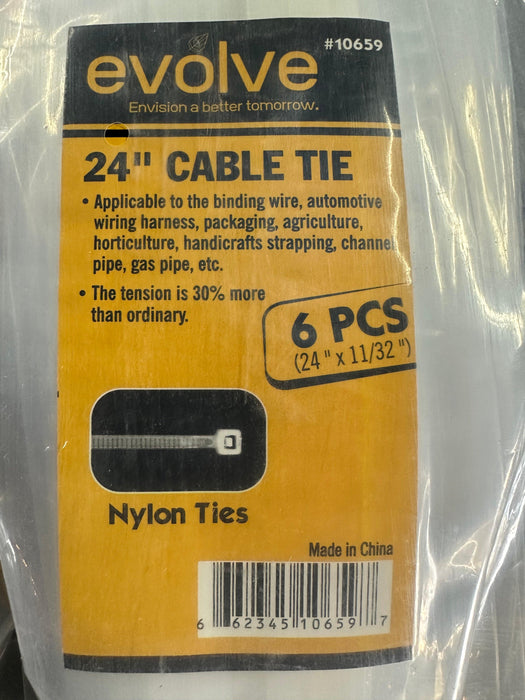 #10659
evolve
Envision a better tomorrow.
24" CABLE TIE
• Applicable to the binding wire, automotive
wiring harness, packaging, agriculture,
horticulture, handicrafts strapping, channel
pipe, gas pipe, etc.
• The tension is 30% more
than ordinary.
6 PCS
(24" x 11/32")
Nylon Ties
Made in China
6 62345 10659 7